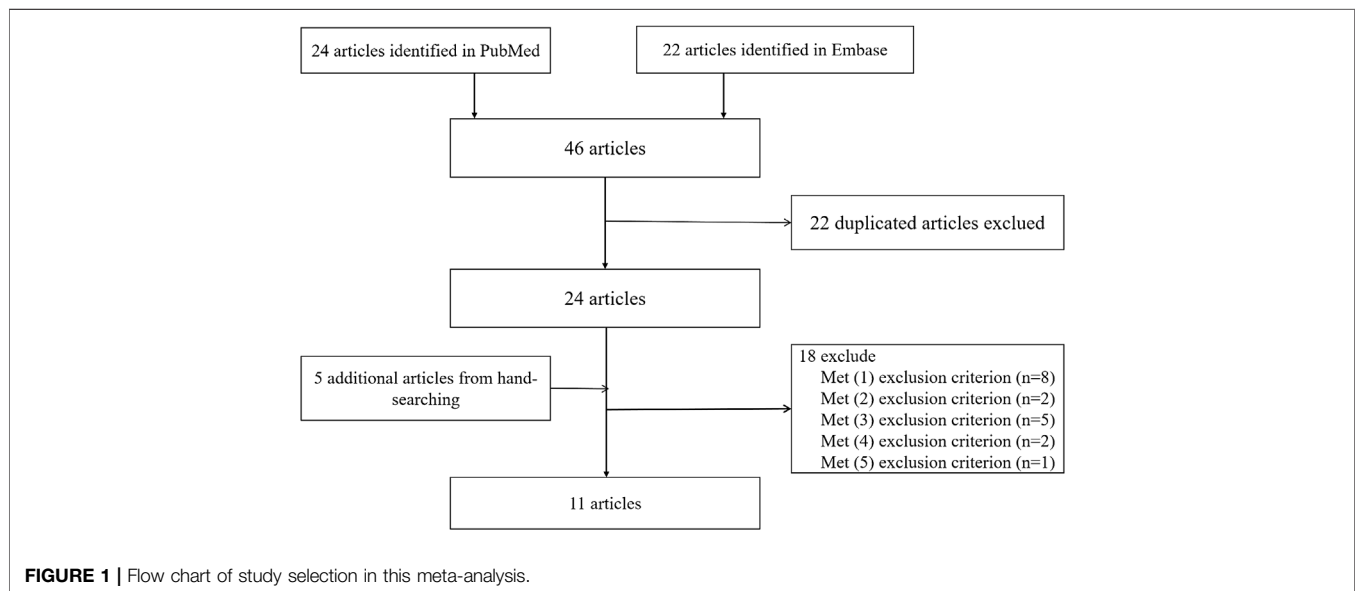 24 articles identified in PubMed
22 articles identified in Embase
46 articles
22 duplicated articles exclued
24 articles
5 additional articles from hand-
searching
18 exclude
Met (1) exclusion criterion (n=8)
Met (2) exclusion criterion (n=2)
Met (3) exclusion criterion (n=5)
Met (4) exclusion criterion (n=2)
Met (5) exclusion criterion (n=1)
11 articles
FIGURE 1 | Flow chart of study selection in this meta-analysis.